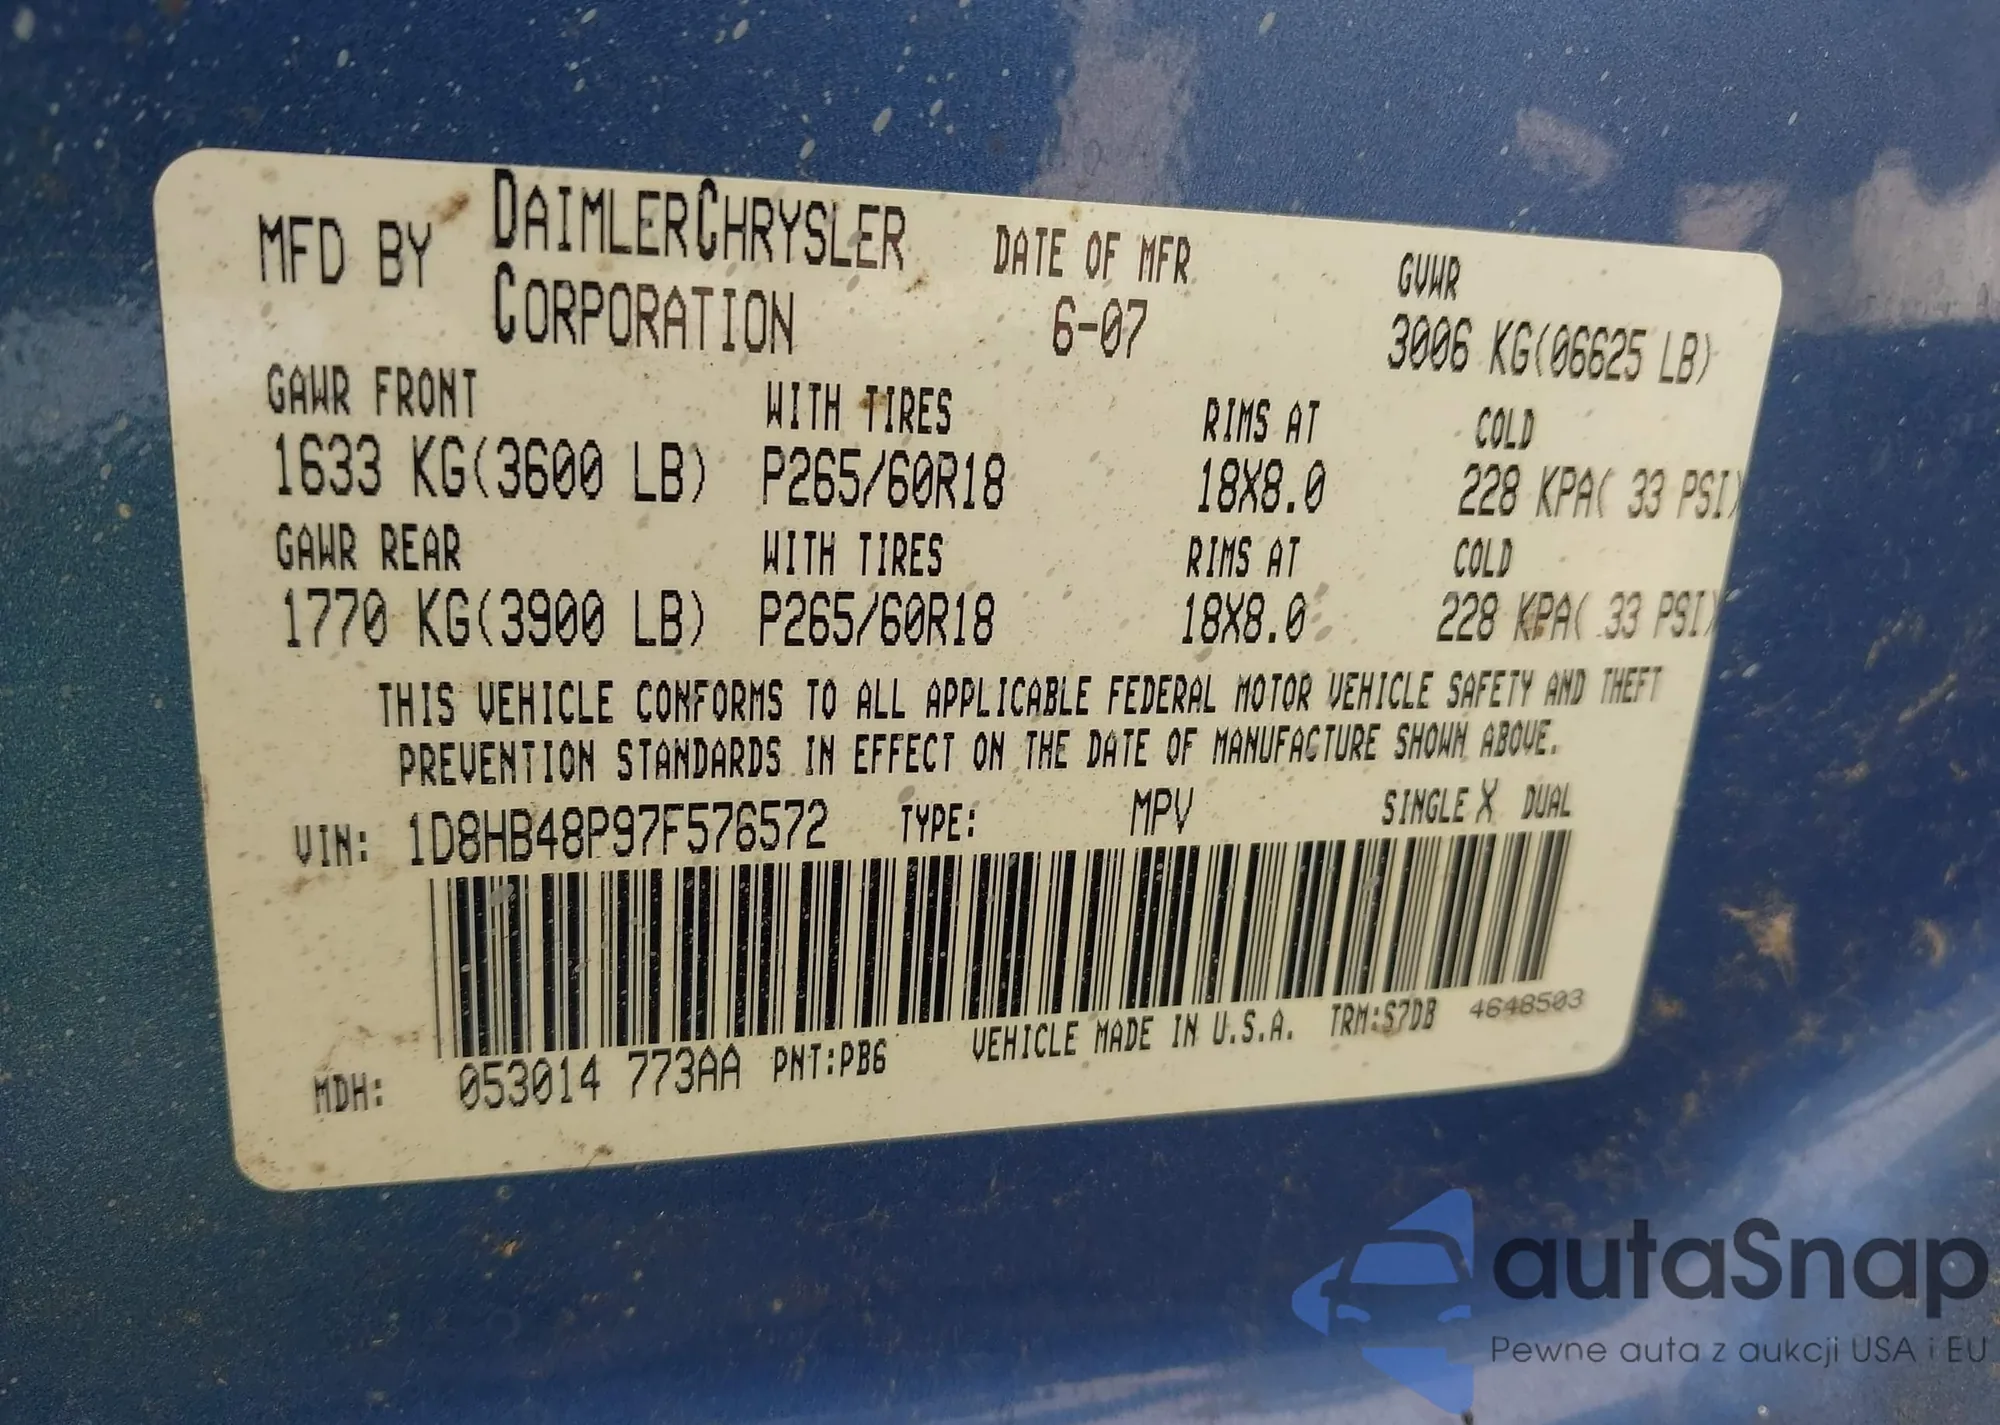 MFD BY DAIMLERCHRYSLER CORPORATION DATE OF MFR GVWR
6-07 3006 KG(06625 LB)
GAWR FRONT WITH TIRES RIMS AT COLD
1633 KG(3600 LB) P265/60R18 18X8.0 228 KPA( 33 PSI)
GAWR REAR WITH TIRES RIMS AT COLD
1770 KG(3900 LB) P265/60R18 18X8.0 228 KPA( 33 PSI)
THIS VEHICLE CONFORMS TO ALL APPLICABLE FEDERAL MOTOR VEHICLE SAFETY AND THEFT
PREVENTION STANDARDS IN EFFECT ON THE DATE OF MANUFACTURE SHOWN ABOVE.
VIN: 1D8HB48P97F576572 TYPE: MPV SINGLE X DUAL
MDH: 053014 773AA PNT:PB6 VEHICLE MADE IN U.S.A. TRM:S7DB 4648503
autaSnap
Pewne auta z aukcji USA i EU